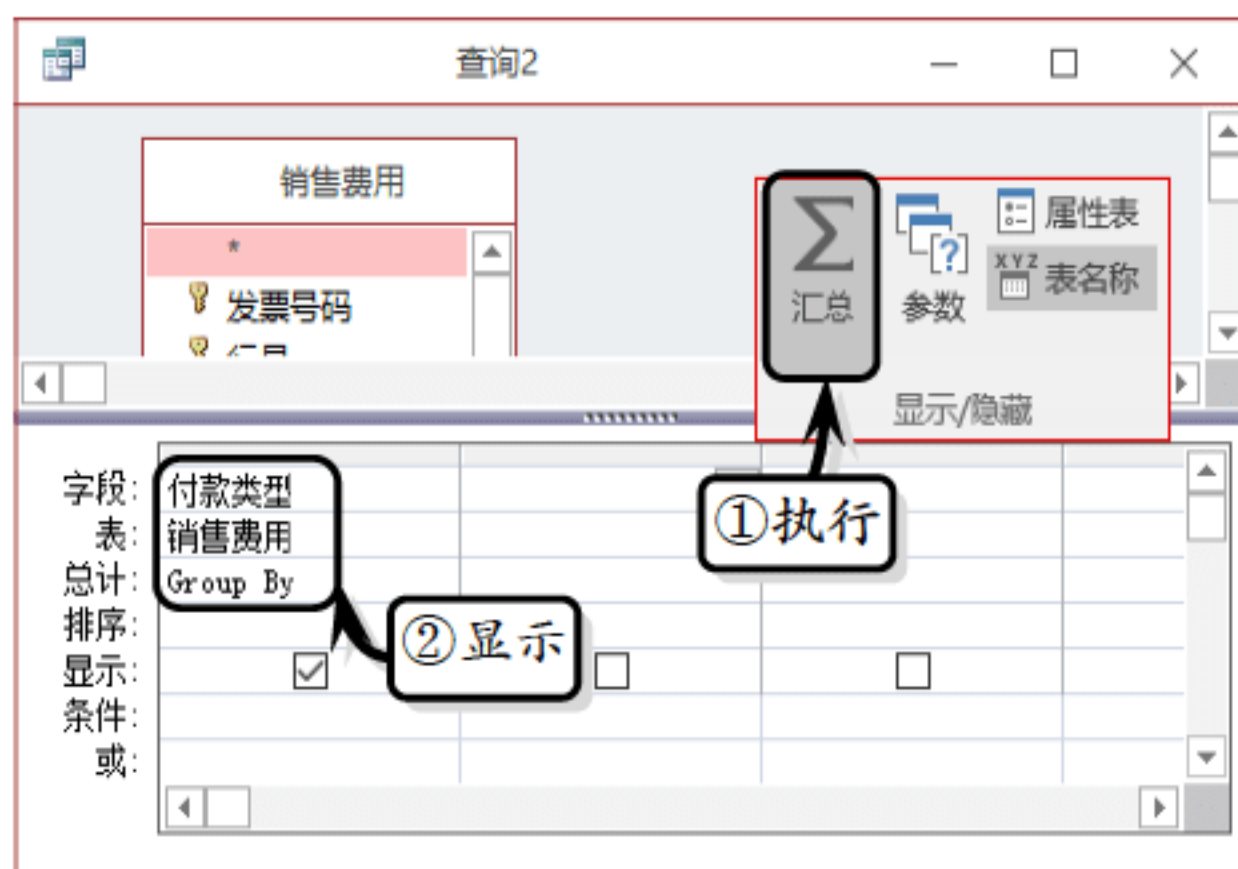 查询2
销售费用
*
发票号码
汇总
参数
属性表
XYZ
表名称
显示/隐藏
①执行
字段: 付款类型
表: 销售费用
总计: Group By
②显示
排序:
显示:
条件:
或: